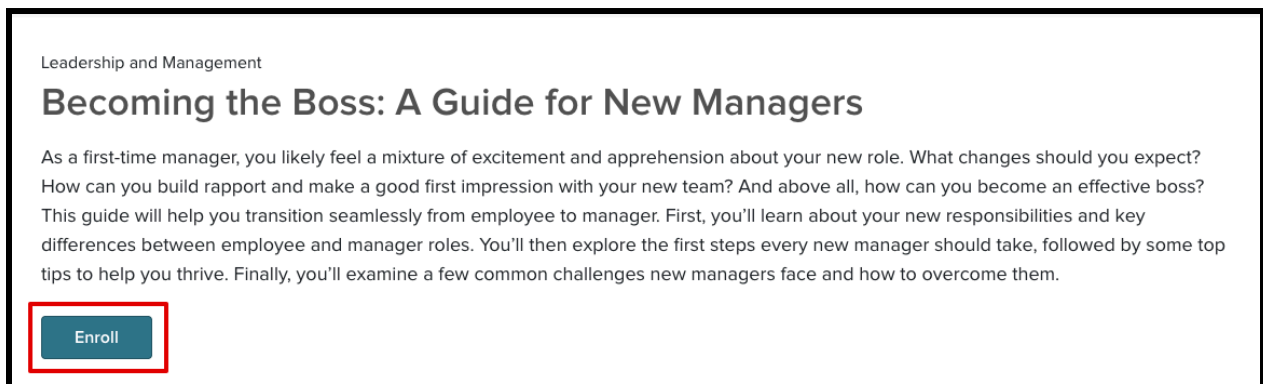 Leadership and Management
Becoming the Boss: A Guide for New Managers
As a first-time manager, you likely feel a mixture of excitement and apprehension about your new role. What changes should you expect?
How can you build rapport and make a good first impression with your new team? And above all, how can you become an effective boss?
This guide will help you transition seamlessly from employee to manager. First, you’ll learn about your new responsibilities and key
differences between employee and manager roles. You’ll then explore the first steps every new manager should take, followed by some top
tips to help you thrive. Finally, you’ll examine a few common challenges new managers face and how to overcome them.
Enroll